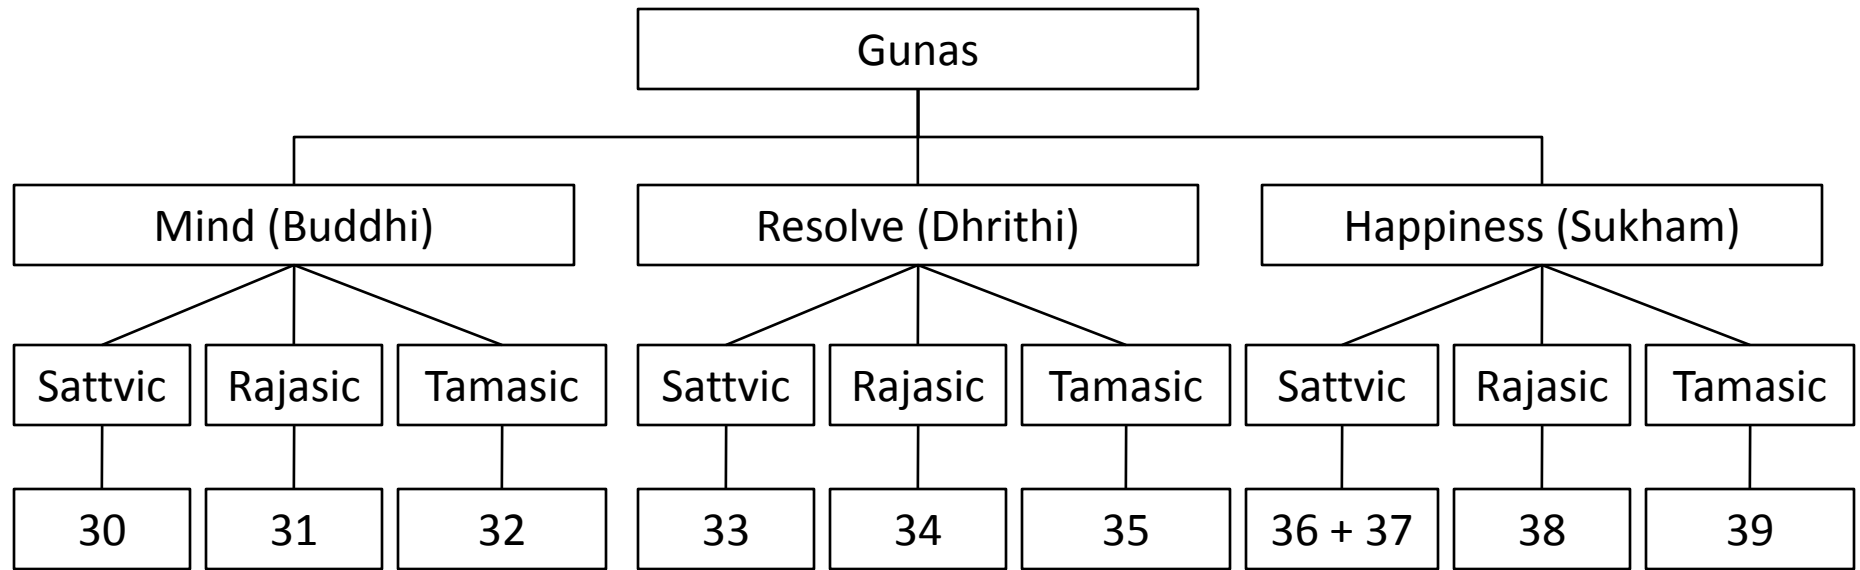 Gunas
Mind (Buddhi)
Resolve (Dhrithi)
Happiness (Sukham)
Sattvic
Rajasic
Tamasic
Sattvic
Rajasic
Tamasic
Sattvic
Rajasic
Tamasic
30
31
32
33
34
35
36 + 37
38
39